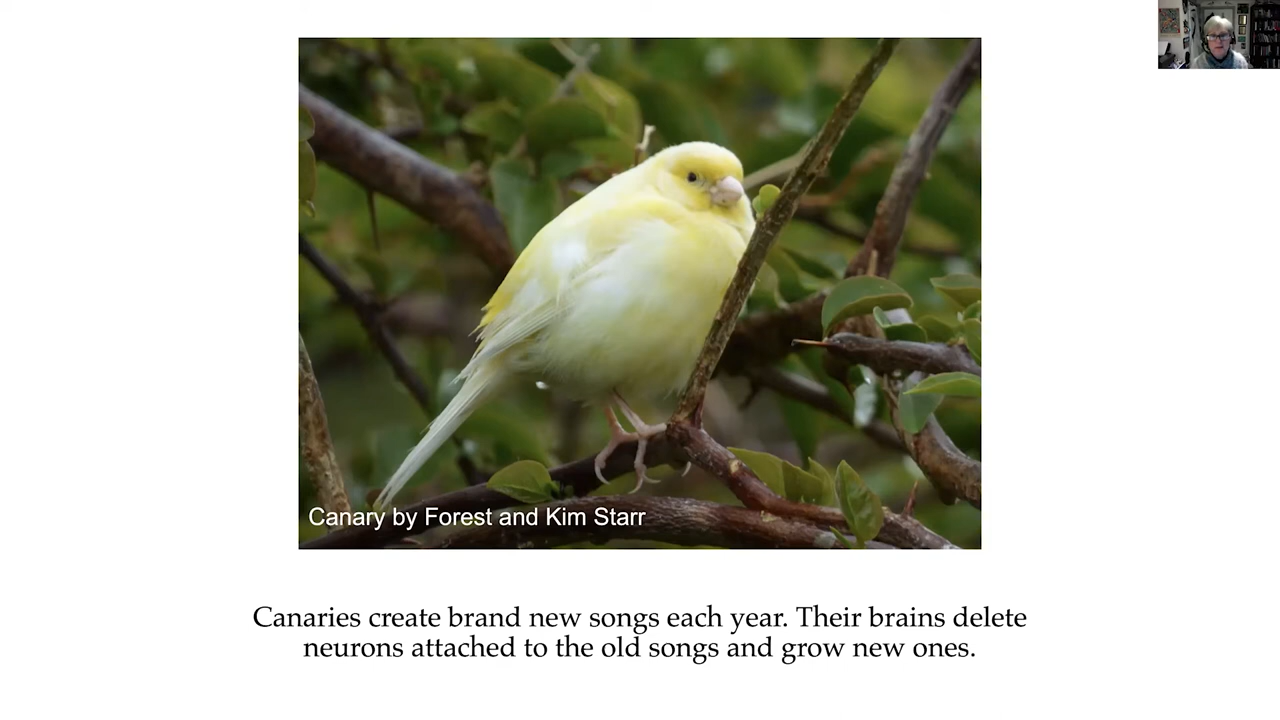 Canary by Forest and Kim Starr
Canaries create brand new songs each year. Their brains delete
neurons attached to the old songs and grow new ones.